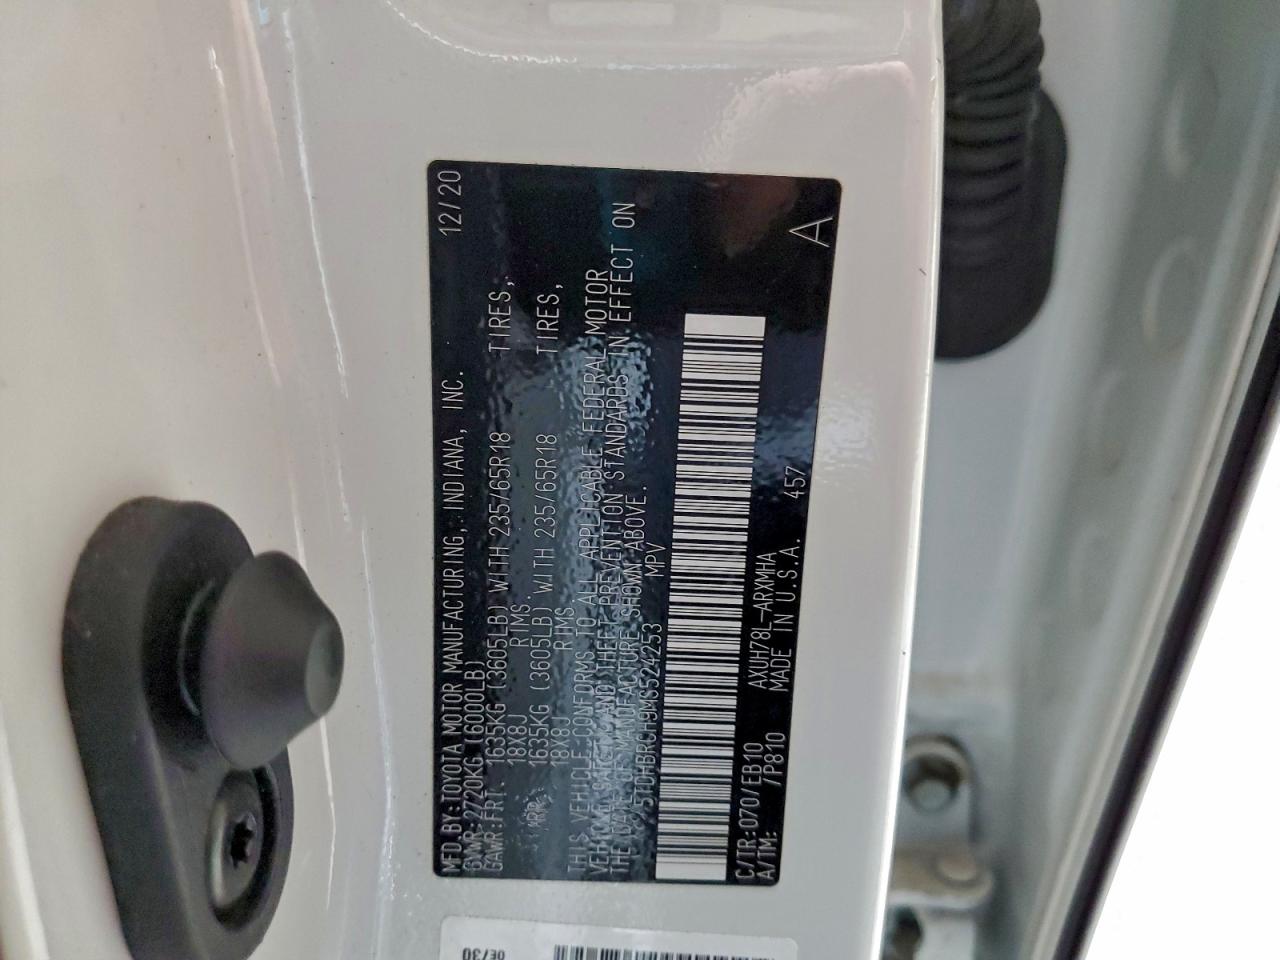 MFD.BY:TOYOTA MOTOR MANUFACTURING, INDIANA, INC. 12/20
GVWR:2720KG (6000LB)
GAWR:FRT. 1635KG (3605LB) WITH 235/65R18 TIRES,
18X8J RIMS,
RR. 1635KG (3605LB) WITH 235/65R18 TIRES,
18X8J RIMS
THIS VEHICLE CONFORMS TO ALL APPLICABLE FEDERAL MOTOR
VEHICLE SAFETY AND THEFT PREVENTION STANDARDS IN EFFECT ON
THE DATE OF MANUFACTURE SHOWN ABOVE.
5TDHBRCH9MS524253 MPV
C/TR:070/EB10 AXUH78L-ARXMHA
A/TM: /P810 MADE IN U.S.A. 457 A
0E/30